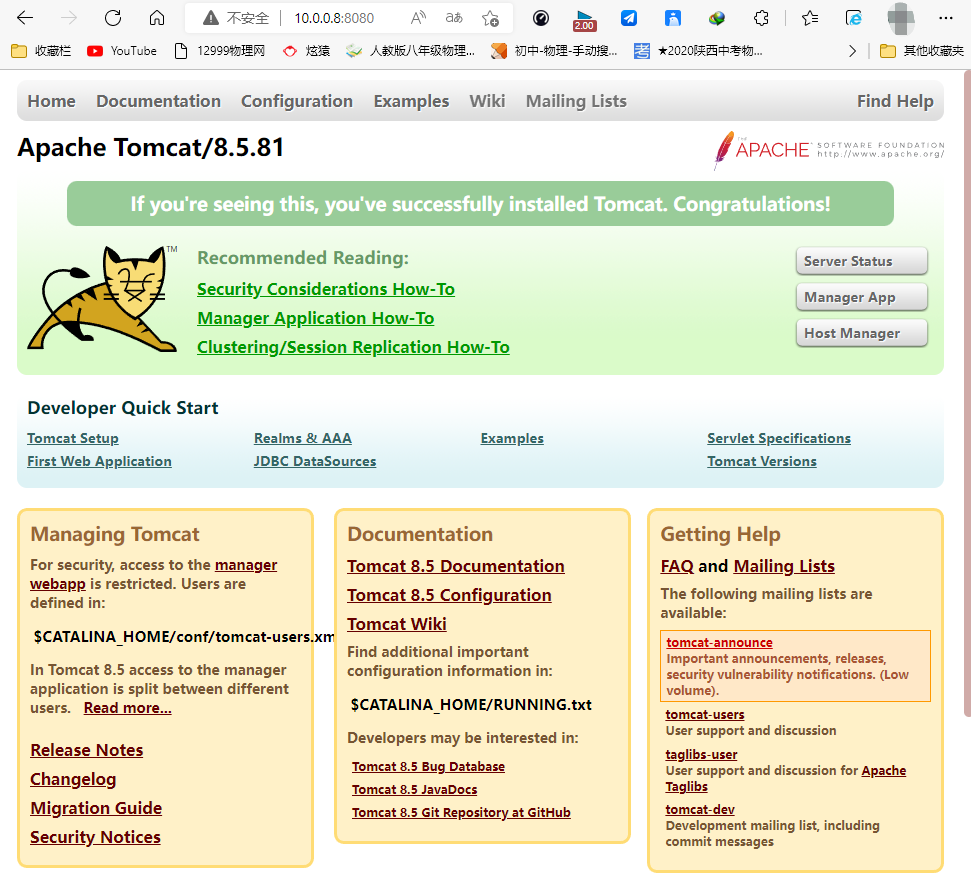 不安全 10.0.0.8:8080
2.00
收藏栏 YouTube 12999物理网 炫猿 人教版八年级物理... 初中-物理-手动搜... ★2020陕西中考物... 其他收藏夹
Home Documentation Configuration Examples Wiki Mailing Lists Find Help
Apache Tomcat/8.5.81
THE APACHE SOFTWARE FOUNDATION
http://www.apache.org/
If you're seeing this, you've successfully installed Tomcat. Congratulations!
TM
Recommended Reading:
Security Considerations How-To
Manager Application How-To
Clustering/Session Replication How-To
Server Status
Manager App
Host Manager
Developer Quick Start
Tomcat Setup
First Web Application
Realms & AAA
JDBC DataSources
Examples
Servlet Specifications
Tomcat Versions
Managing Tomcat
For security, access to the manager
webapp is restricted. Users are
defined in:
$CATALINA_HOME/conf/tomcat-users.xm
In Tomcat 8.5 access to the manager
application is split between different
users. Read more...
Release Notes
Changelog
Migration Guide
Security Notices
Documentation
Tomcat 8.5 Documentation
Tomcat 8.5 Configuration
Tomcat Wiki
Find additional important
configuration information in:
$CATALINA_HOME/RUNNING.txt
Developers may be interested in:
Tomcat 8.5 Bug Database
Tomcat 8.5 JavaDocs
Tomcat 8.5 Git Repository at GitHub
Getting Help
FAQ and Mailing Lists
The following mailing lists are
available:
tomcat-announce
Important announcements, releases,
security vulnerability notifications. (Low
volume).
tomcat-users
User support and discussion
taglibs-user
User support and discussion for Apache
Taglibs
tomcat-dev
Development mailing list, including
commit messages